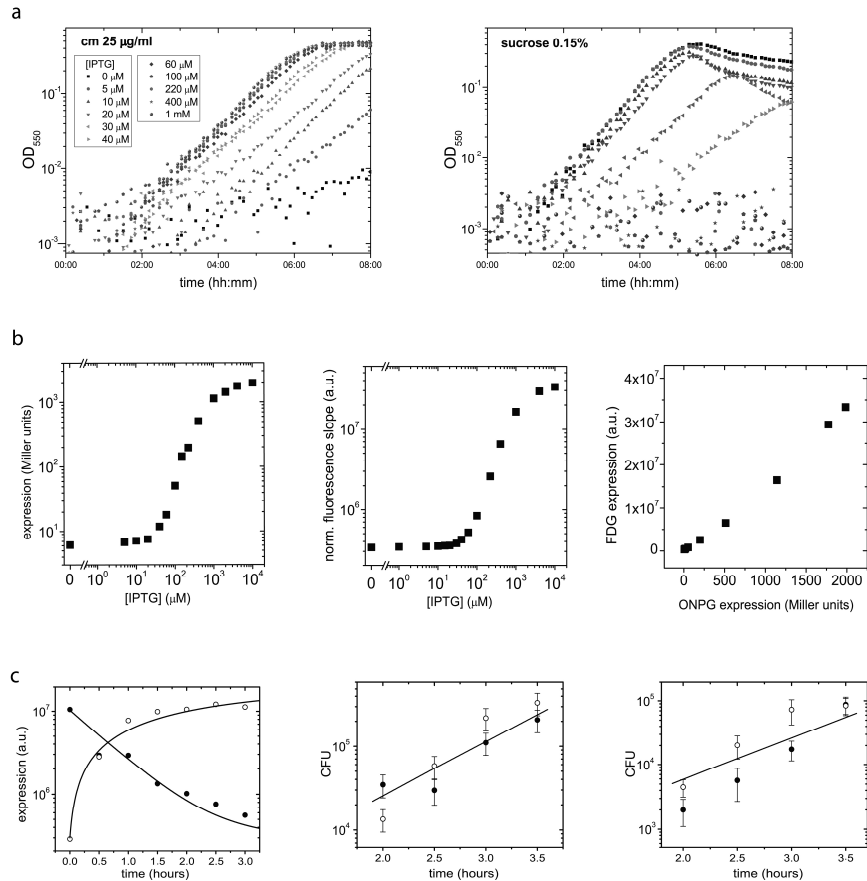 a
cm 25 µg/ml
[IPTG]
0 µM
5 µM
10 µM
20 µM
30 µM
40 µM
60 µM
100 µM
220 µM
400 µM
1 mM
10⁻¹
10⁻²
10⁻³
OD₅₅₀
00:00 02:00 04:00 06:00 08:00
time (hh:mm)
sucrose 0.15%
10⁻¹
10⁻²
10⁻³
OD₅₅₀
00:00 02:00 04:00 06:00 08:00
time (hh:mm)
b
expression (Miller units)
10³
10²
10¹
0 10⁰ 10¹ 10² 10³ 10⁴
[IPTG] (µM)
norm. fluorescence slope (a.u.)
10⁷
10⁶
0 10⁰ 10¹ 10² 10³ 10⁴
[IPTG] (µM)
FDG expression (a.u.)
4x10⁷
3x10⁷
2x10⁷
1x10⁷
0
0 500 1000 1500 2000
ONPG expression (Miller units)
c
expression (a.u.)
10⁷
10⁶
0.0 0.5 1.0 1.5 2.0 2.5 3.0
time (hours)
CFU
10⁵
10⁴
2.0 2.5 3.0 3.5
time (hours)
CFU
10⁵
10⁴
10³
2.0 2.5 3.0 3-5
time (hours)